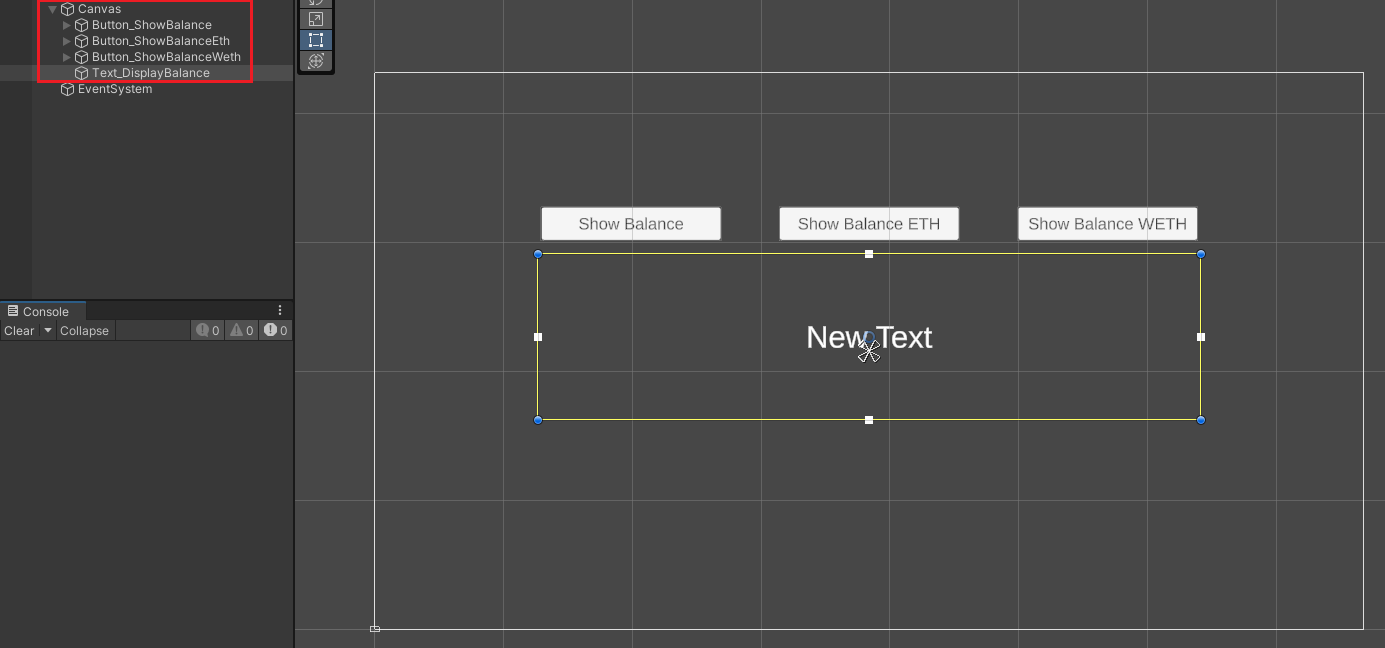 Canvas
Button_ShowBalance
Button_ShowBalanceEth
Button_ShowBalanceWeth
Text_DisplayBalance
EventSystem
Show Balance
Show Balance ETH
Show Balance WETH
New Text
Console
Clear Collapse 0 0 0